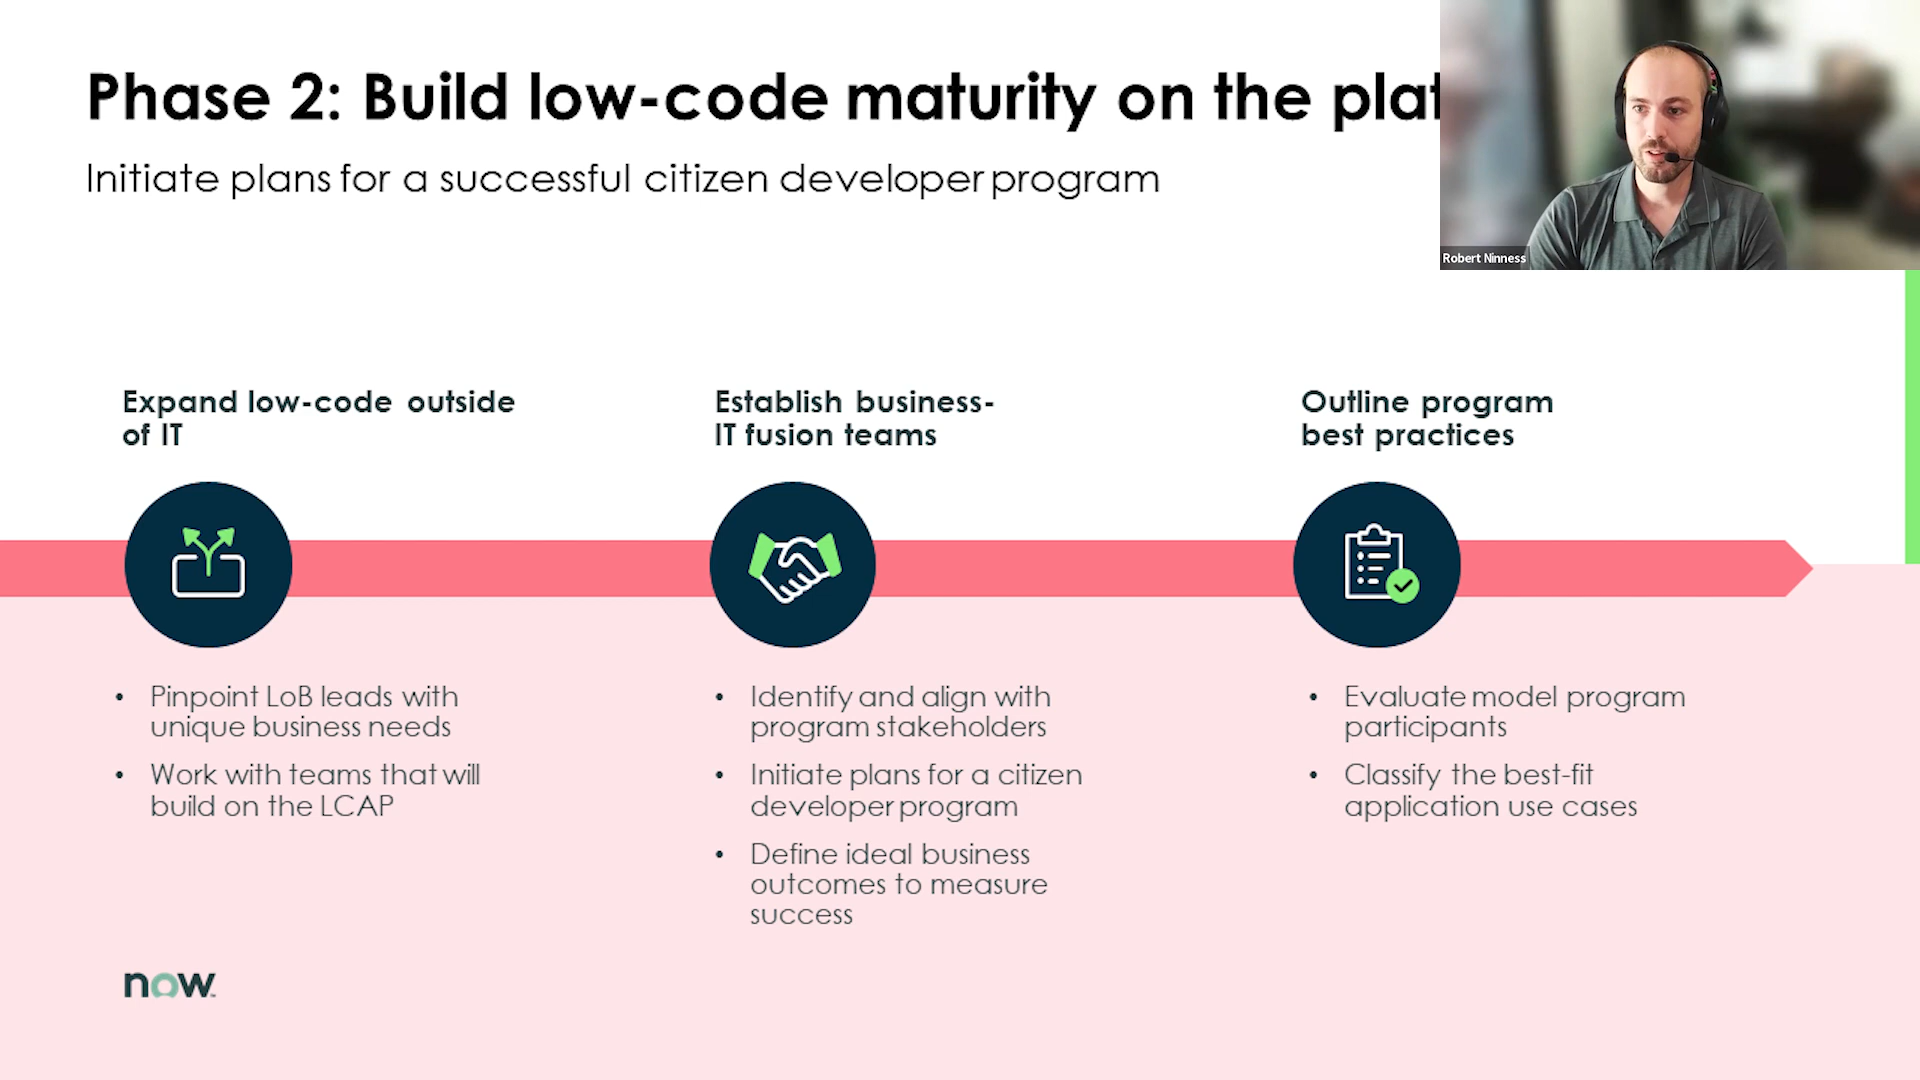 Phase 2: Build low-code maturity on the
Robert Ninness
Initiate plans for a successful citizen developer program
Expand low-code outside
of IT
Establish business-
IT fusion teams
Outline program
best practices
• Pinpoint LoB leads with
unique business needs
• Work with teams that will
build on the LCAP
• Identify and align with
program stakeholders
• Initiate plans for a citizen
developer program
• Define ideal business
outcomes to measure
success
• Evaluate model program
participants
• Classify the best-fit
application use cases
now